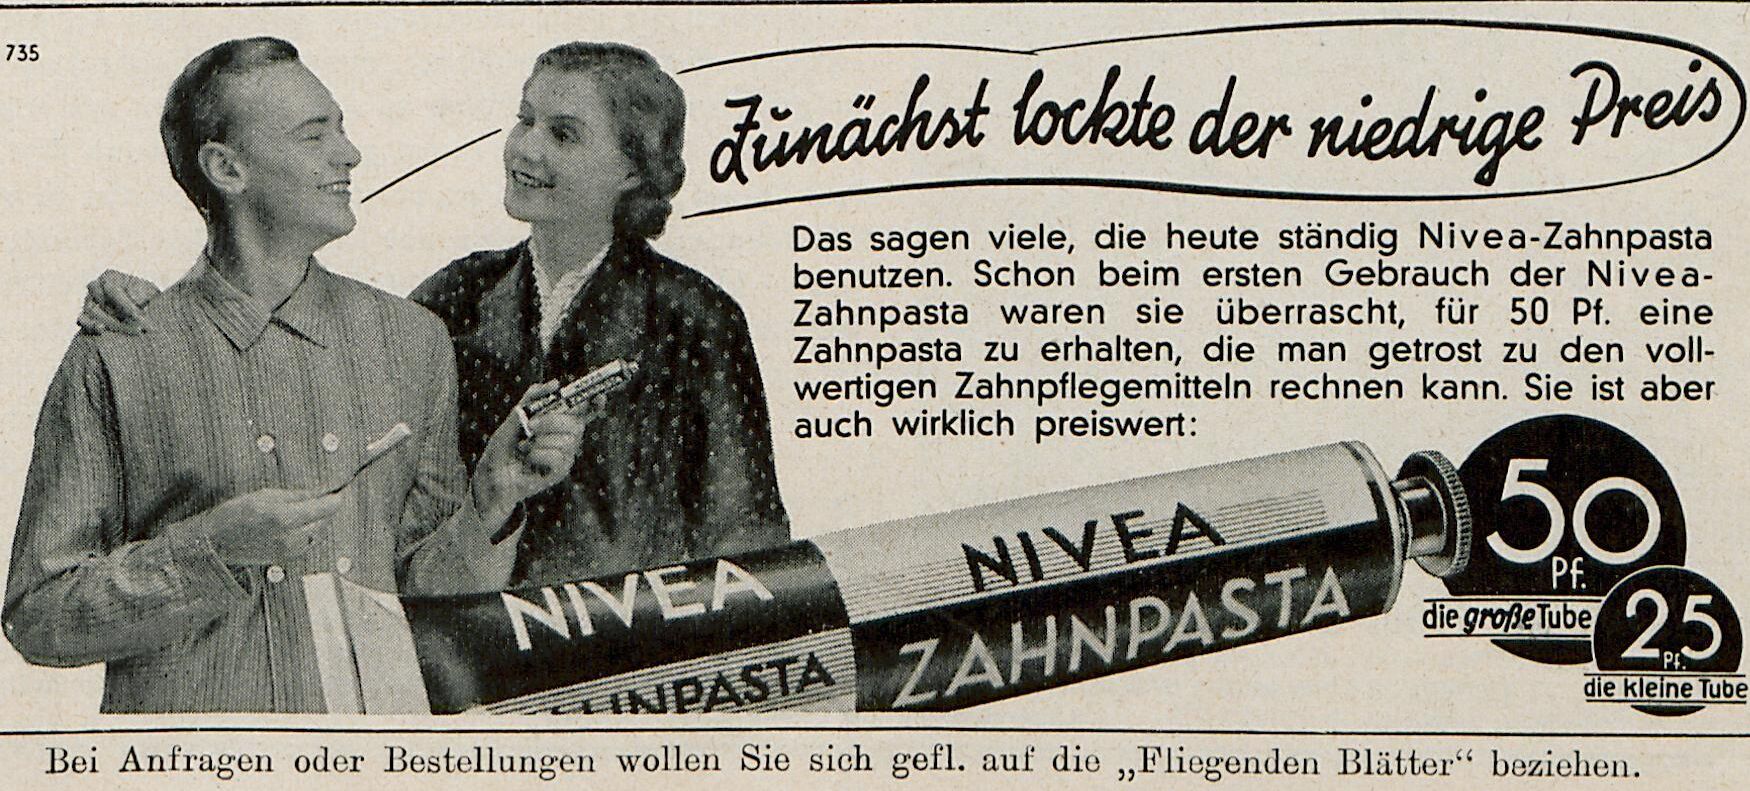 735
Zunächst lockte der niedrige Preis
Das sagen viele, die heute ständig Nivea-Zahnpasta
benutzen. Schon beim ersten Gebrauch der Nivea-
Zahnpasta waren sie überrascht, für 50 Pf. eine
Zahnpasta zu erhalten, die man getrost zu den voll-
wertigen Zahnpflegemitteln rechnen kann. Sie ist aber
auch wirklich preiswert:
NIVEA
ZAHNPASTA
NIVEA
HNPASTA
50
Pf.
die große Tube
25
Pf.
die kleine Tube
Bei Anfragen oder Bestellungen wollen Sie sich gefl. auf die „Fliegenden Blätter“ beziehen.